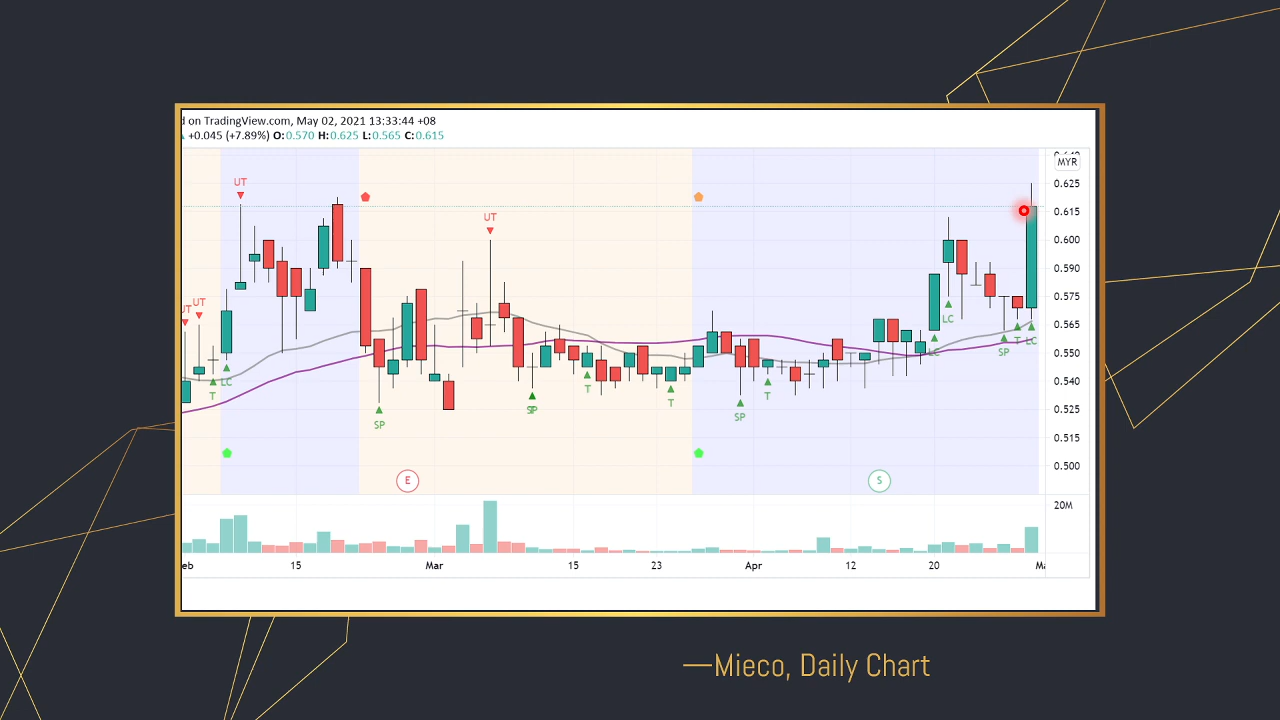 d on TradingView.com, May 02, 2021 13:33:44 +08
+0.045 (+7.89%) O:0.570 H:0.625 L:0.565 C:0.615
MYR
UT
0.625
0.615
UT
0.600
0.590
UT
0.575
LC
0.565
T LC
SP
0.550
LC
T
T
T
T
0.540
SP
SP
SP
0.525
0.515
0.500
E
S
20M
eb 15 Mar 15 23 Apr 12 20
—Mieco, Daily Chart